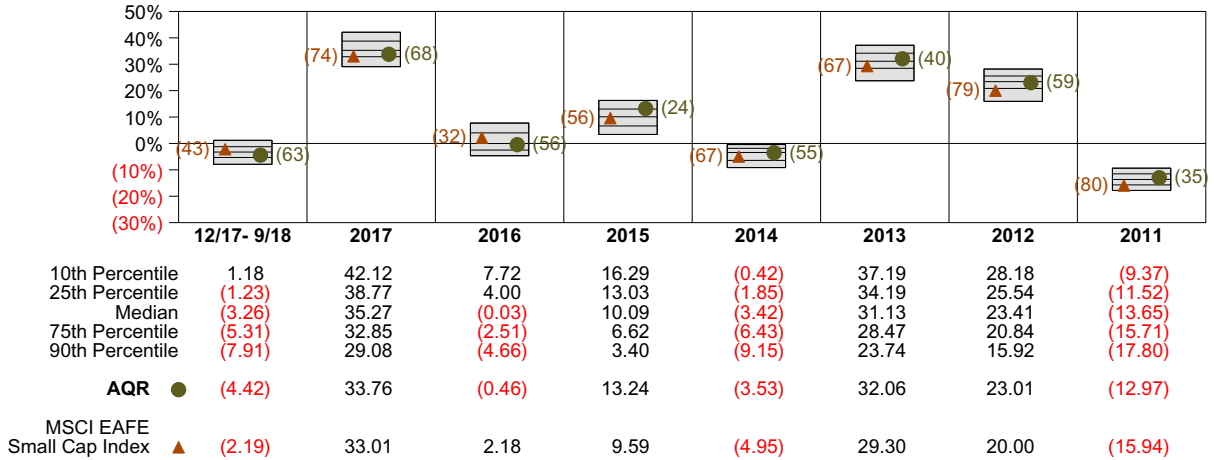 50%
40%
30%
20%
10%
0%
(10%)
(20%)
(30%)
(43) (63)
(74) (68)
(32) (56)
(56) (24)
(67) (55)
(67) (40)
(79) (59)
(80) (35)
12/17- 9/18 2017 2016 2015 2014 2013 2012 2011
10th Percentile 1.18 42.12 7.72 16.29 (0.42) 37.19 28.18 (9.37)
25th Percentile (1.23) 38.77 4.00 13.03 (1.85) 34.19 25.54 (11.52)
Median (3.26) 35.27 (0.03) 10.09 (3.42) 31.13 23.41 (13.65)
75th Percentile (5.31) 32.85 (2.51) 6.62 (6.43) 28.47 20.84 (15.71)
90th Percentile (7.91) 29.08 (4.66) 3.40 (9.15) 23.74 15.92 (17.80)
AQR (4.42) 33.76 (0.46) 13.24 (3.53) 32.06 23.01 (12.97)
MSCI EAFE
Small Cap Index (2.19) 33.01 2.18 9.59 (4.95) 29.30 20.00 (15.94)